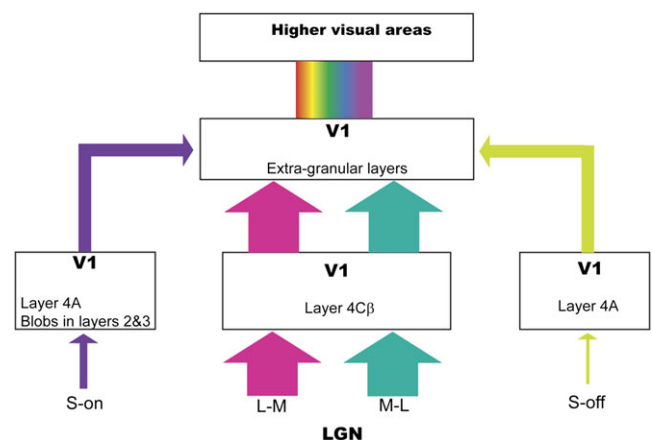 Higher visual areas
V1
Extra-granular layers
V1
Layer 4A
Blobs in layers 2&3
V1
Layer 4Cβ
V1
Layer 4A
S-on
L-M
M-L
S-off
LGN